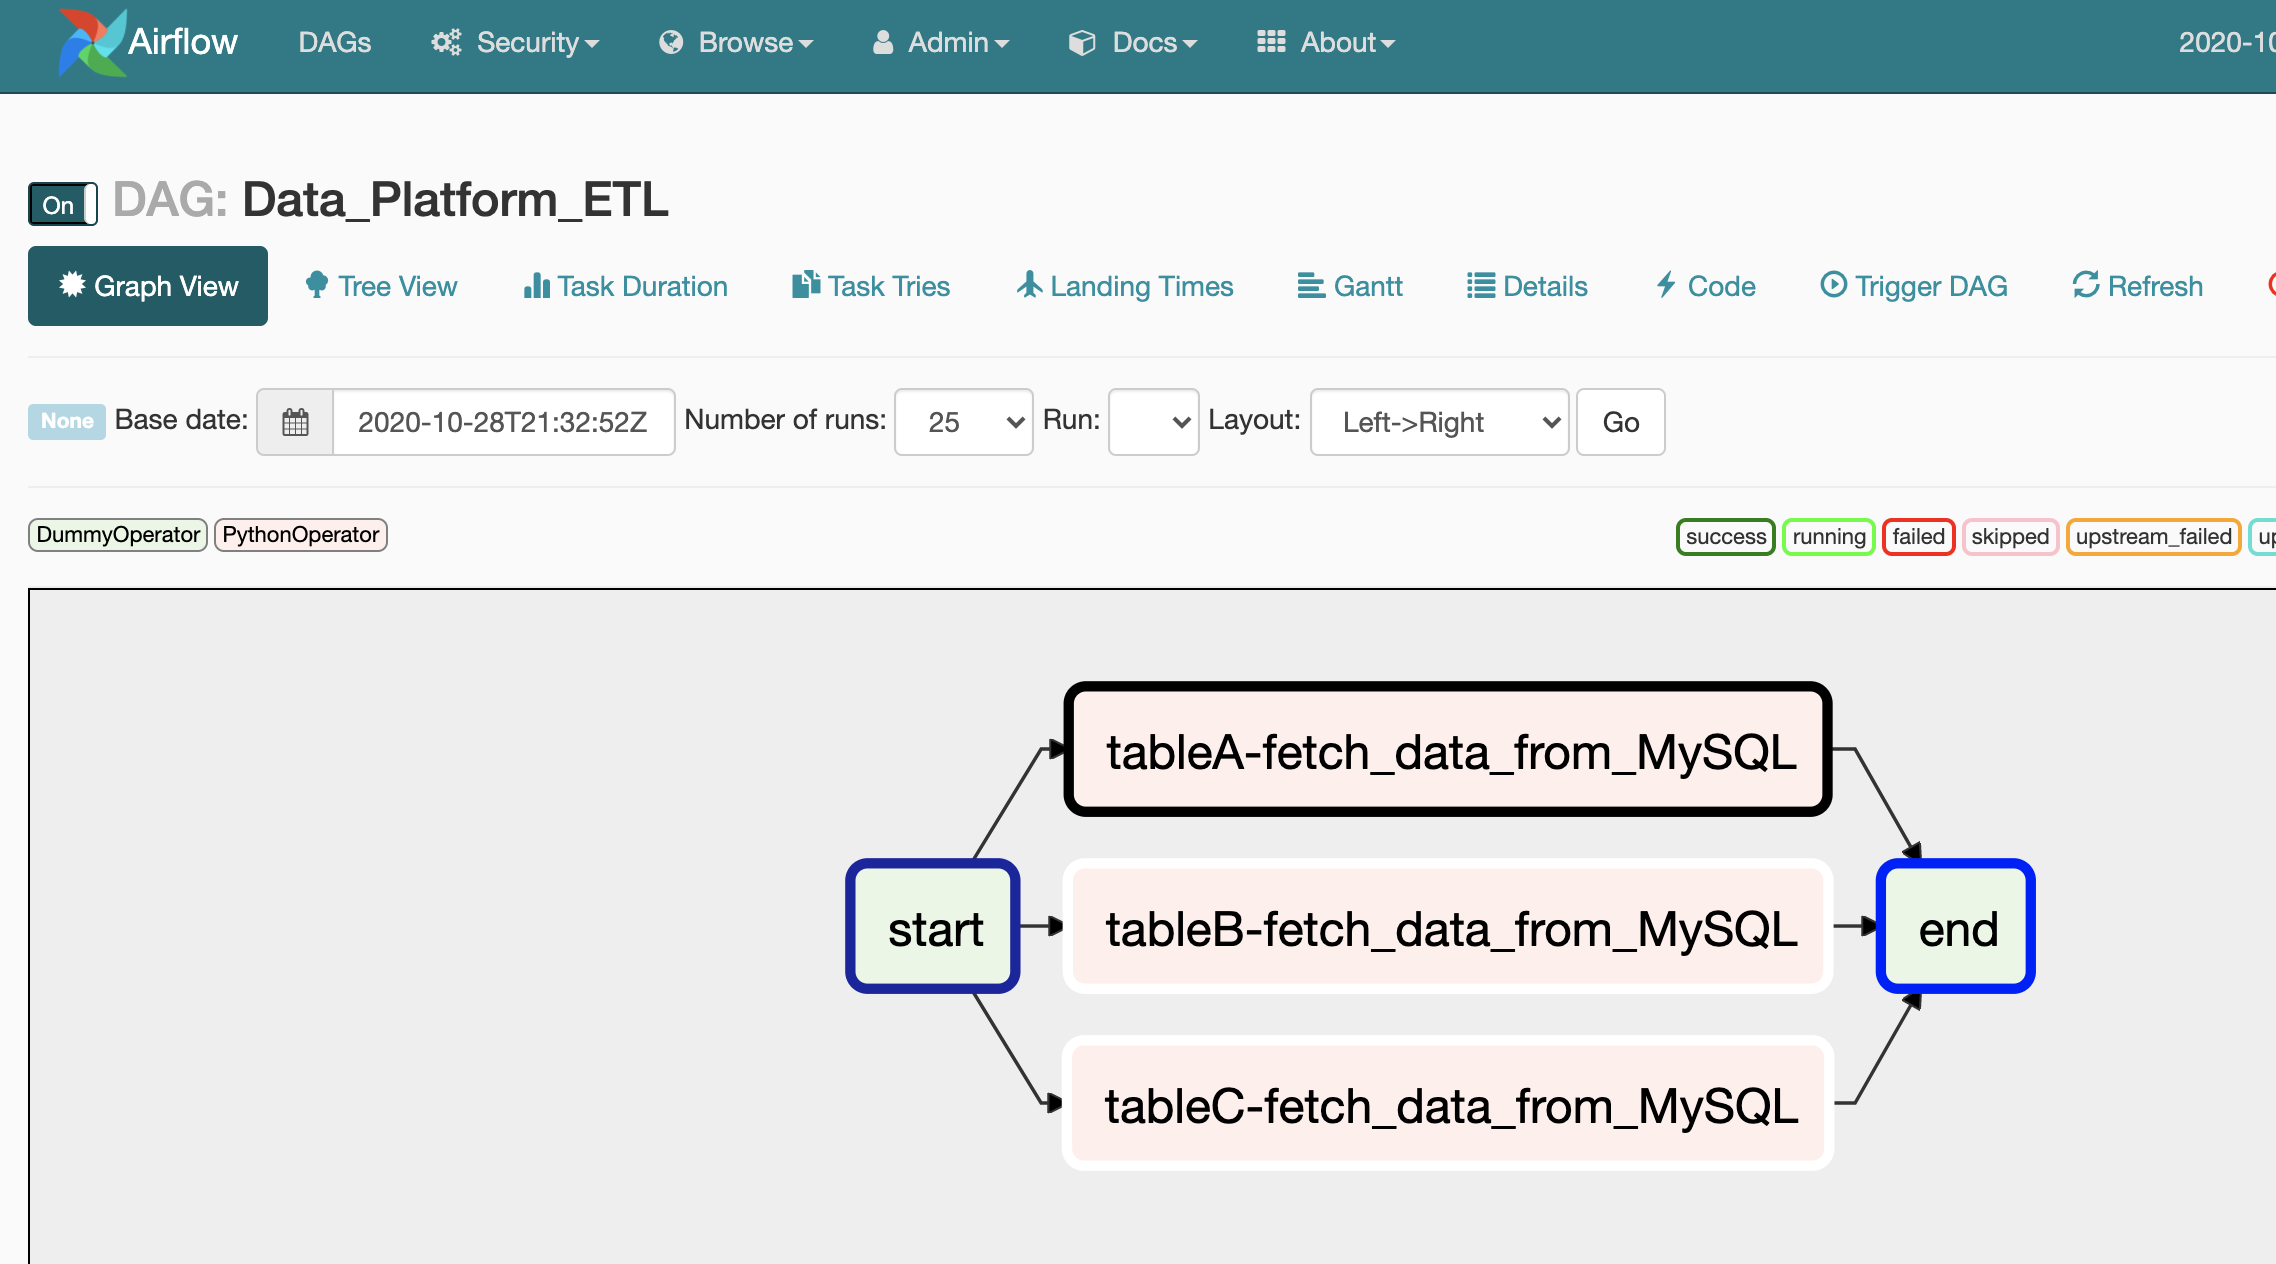 Airflow DAGs Security Browse Admin Docs About 2020-10
On DAG: Data_Platform_ETL
Graph View Tree View Task Duration Task Tries Landing Times Gantt Details Code Trigger DAG Refresh
None Base date: 2020-10-28T21:32:52Z Number of runs: 25 Run: Layout: Left->Right Go
DummyOperator PythonOperator success running failed skipped upstream_failed up
tableA-fetch_data_from_MySQL
start tableB-fetch_data_from_MySQL end
tableC-fetch_data_from_MySQL